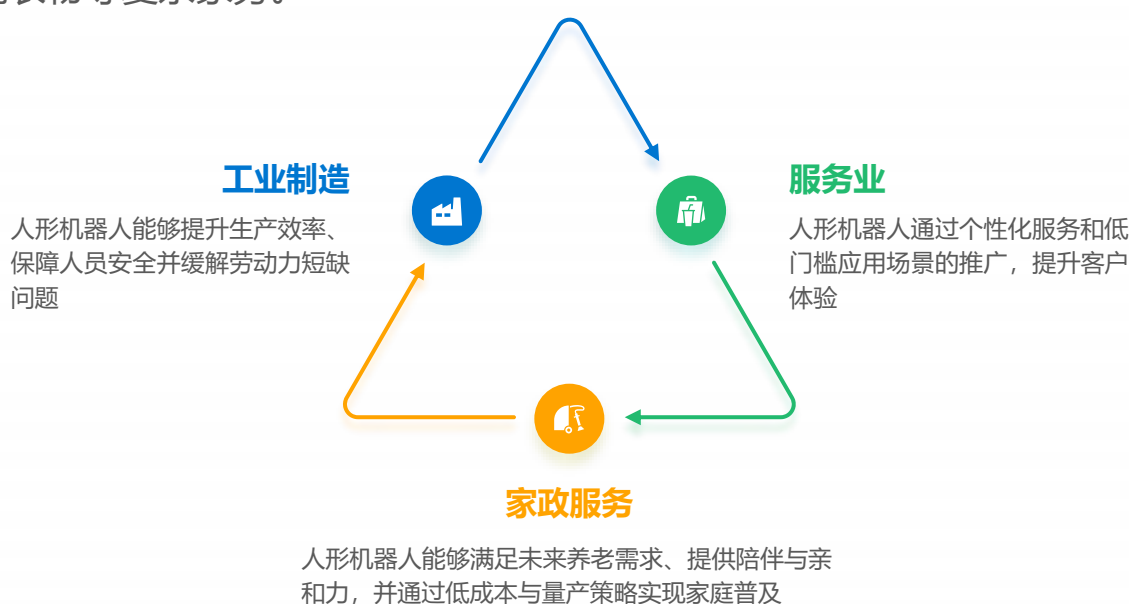 工业制造
人形机器人能够提升生产效率、
保障人员安全并缓解劳动力短缺
问题
服务业
人形机器人通过个性化服务和低
门槛应用场景的推广，提升客户
体验
家政服务
人形机器人能够满足未来养老需求、提供陪伴与亲
和力，并通过低成本与量产策略实现家庭普及